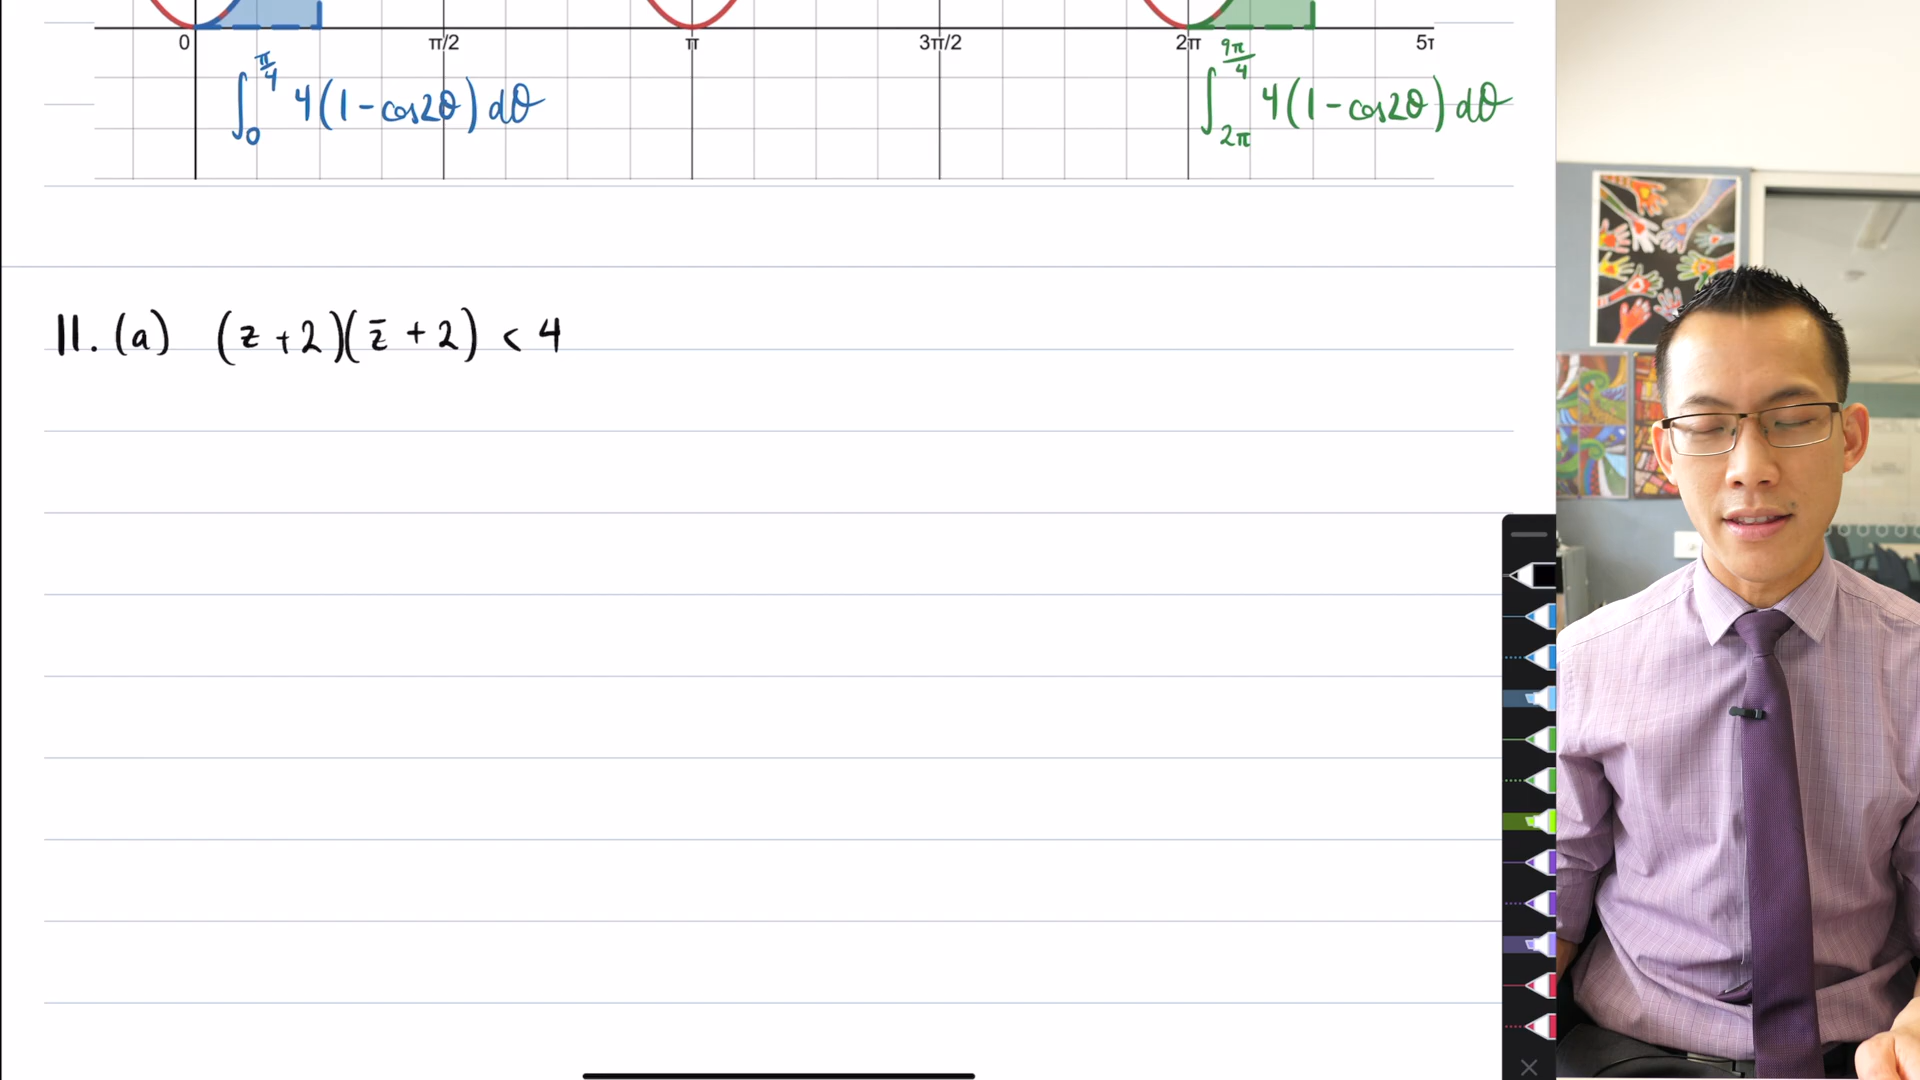 0 π/2 π 3π/2 2π 5π
∫₀^(π/4) 4(1-cos2θ)dθ
∫_(2π)^(9π/4) 4(1-cos2θ)dθ
11. (a) (z+2)(z̄+2) < 4